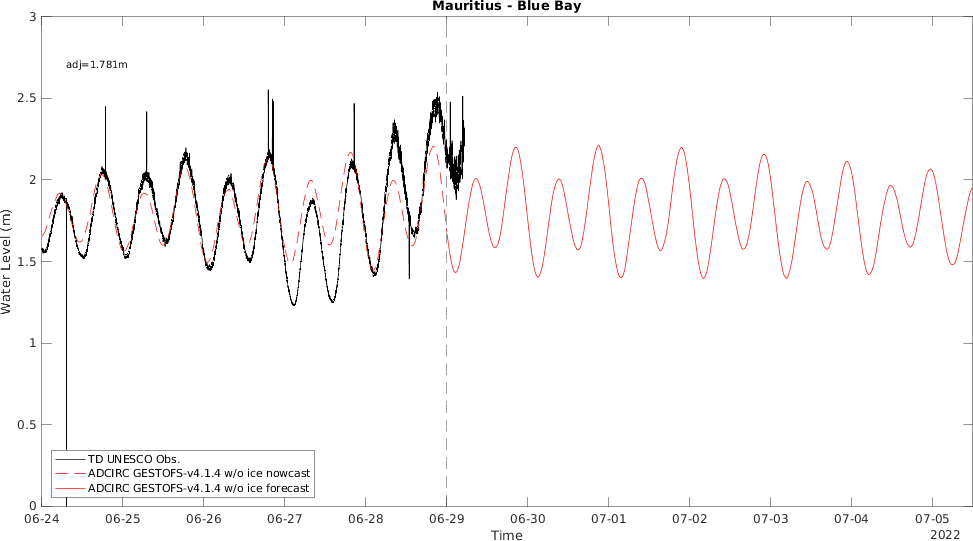 Mauritius - Blue Bay
3
adj=1.781m
2.5
2
1.5
1
0.5
0
Water Level (m)
TD UNESCO Obs.
ADCIRC GESTOFS-v4.1.4 w/o ice nowcast
ADCIRC GESTOFS-v4.1.4 w/o ice forecast
06-24 06-25 06-26 06-27 06-28 06-29 06-30 07-01 07-02 07-03 07-04 07-05
Time
2022